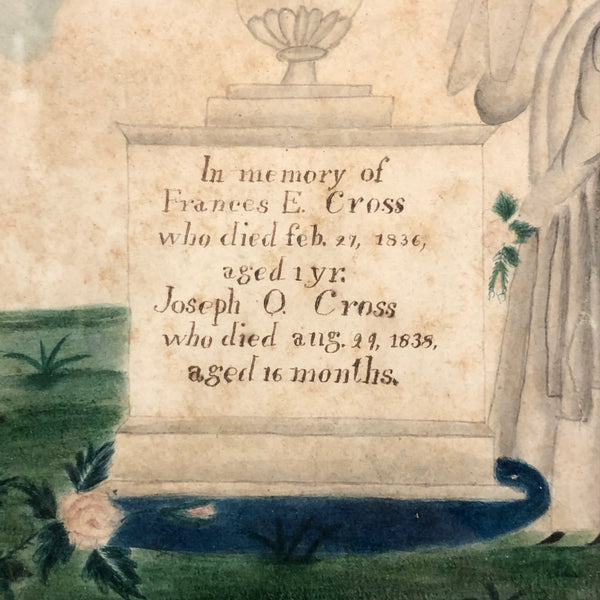 In memory of
Frances E. Cross
who died feb. 27, 1836,
aged 1 yr.
Joseph O. Cross
who died aug. 29, 1838,
aged 16 months.